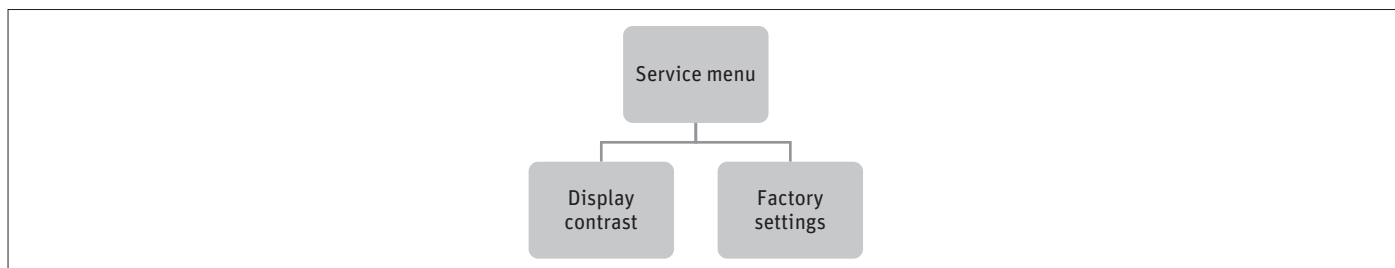 Service menu
Display
contrast
Factory
settings